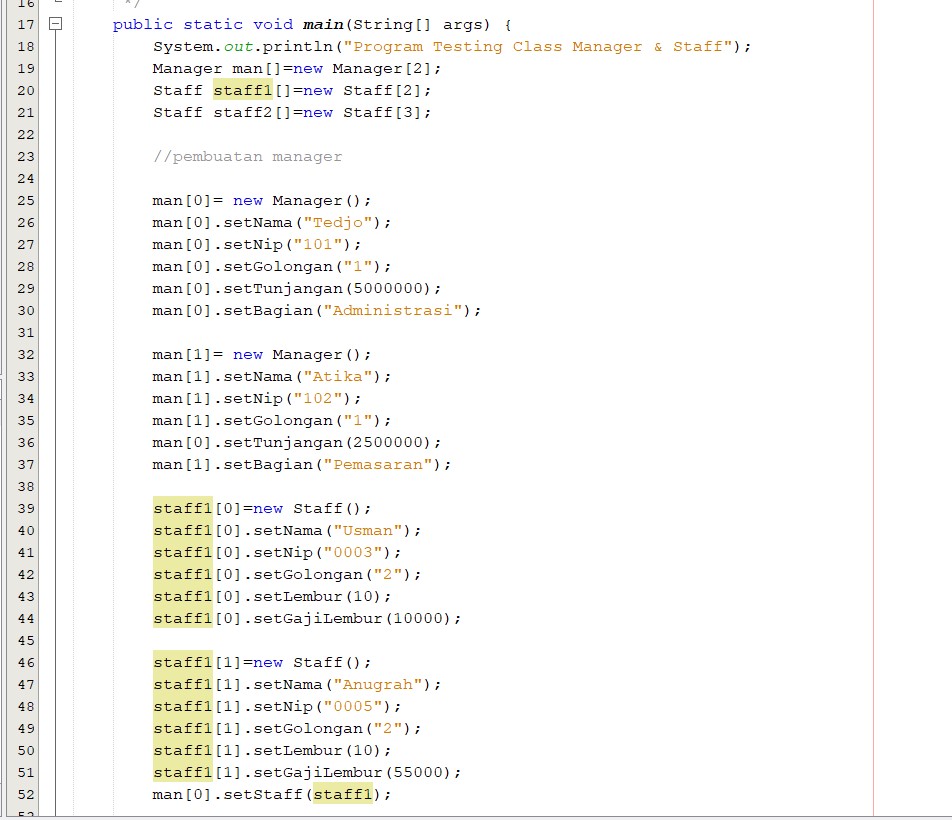 16 */
17 public static void main(String[] args) {
18 System.out.println("Program Testing Class Manager & Staff");
19 Manager man[]=new Manager[2];
20 Staff staff1[]=new Staff[2];
21 Staff staff2[]=new Staff[3];
22
23 //pembuatan manager
24
25 man[0]= new Manager();
26 man[0].setNama("Tedjo");
27 man[0].setNip("101");
28 man[0].setGolongan("1");
29 man[0].setTunjangan(5000000);
30 man[0].setBagian("Administrasi");
31
32 man[1]= new Manager();
33 man[1].setNama("Atika");
34 man[1].setNip("102");
35 man[1].setGolongan("1");
36 man[0].setTunjangan(2500000);
37 man[1].setBagian("Pemasaran");
38
39 staff1[0]=new Staff();
40 staff1[0].setNama("Usman");
41 staff1[0].setNip("0003");
42 staff1[0].setGolongan("2");
43 staff1[0].setLembur(10);
44 staff1[0].setGajiLembur(10000);
45
46 staff1[1]=new Staff();
47 staff1[1].setNama("Anugrah");
48 staff1[1].setNip("0005");
49 staff1[1].setGolongan("2");
50 staff1[1].setLembur(10);
51 staff1[1].setGajiLembur(55000);
52 man[0].setStaff(staff1);
53